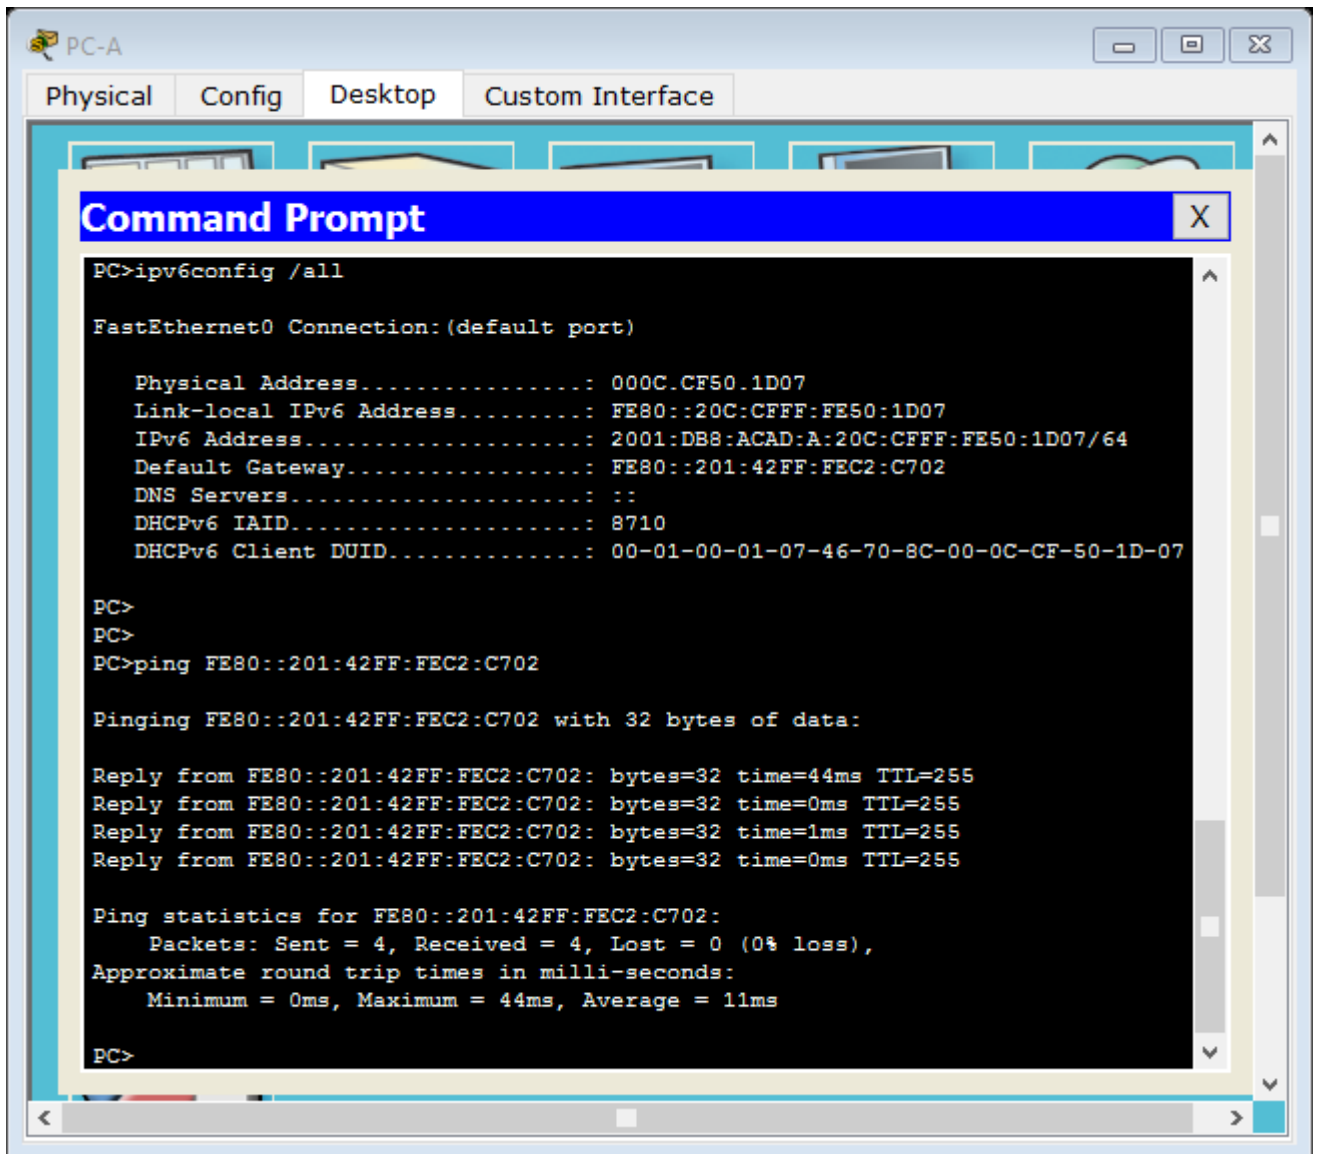 PC-A
Physical Config Desktop Custom Interface
Command Prompt X
PC>ipv6config /all
FastEthernet0 Connection:(default port)
Physical Address................: 000C.CF50.1D07
Link-local IPv6 Address.........: FE80::20C:CFFF:FE50:1D07
IPv6 Address....................: 2001:DB8:ACAD:A:20C:CFFF:FE50:1D07/64
Default Gateway.................: FE80::201:42FF:FEC2:C702
DNS Servers.....................: ::
DHCPv6 IAID.....................: 8710
DHCPv6 Client DUID..............: 00-01-00-01-07-46-70-8C-00-0C-CF-50-1D-07
PC>
PC>
PC>ping FE80::201:42FF:FEC2:C702
Pinging FE80::201:42FF:FEC2:C702 with 32 bytes of data:
Reply from FE80::201:42FF:FEC2:C702: bytes=32 time=44ms TTL=255
Reply from FE80::201:42FF:FEC2:C702: bytes=32 time=0ms TTL=255
Reply from FE80::201:42FF:FEC2:C702: bytes=32 time=1ms TTL=255
Reply from FE80::201:42FF:FEC2:C702: bytes=32 time=0ms TTL=255
Ping statistics for FE80::201:42FF:FEC2:C702:
Packets: Sent = 4, Received = 4, Lost = 0 (0% loss),
Approximate round trip times in milli-seconds:
Minimum = 0ms, Maximum = 44ms, Average = 11ms
PC>